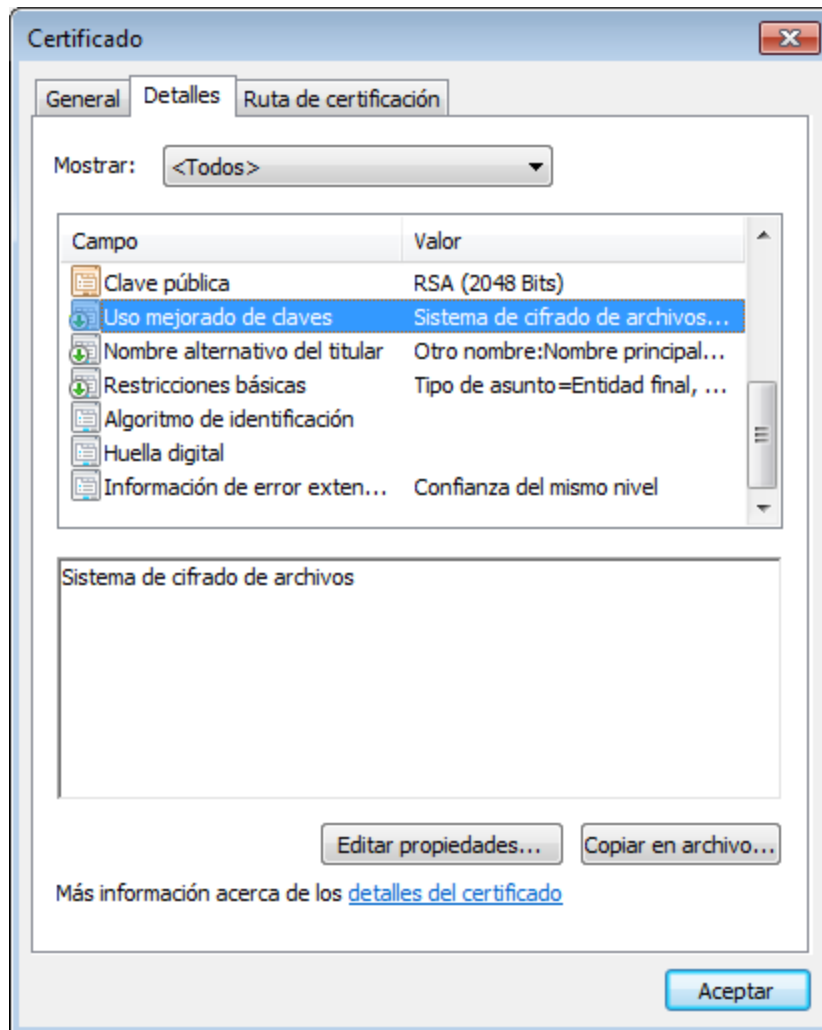 Certificado
General Detalles Ruta de certificación
Mostrar: <Todos>
Campo Valor
Clave pública RSA (2048 Bits)
Uso mejorado de claves Sistema de cifrado de archivos...
Nombre alternativo del titular Otro nombre:Nombre principal...
Restricciones básicas Tipo de asunto=Entidad final, ...
Algoritmo de identificación
Huella digital
Información de error exten... Confianza del mismo nivel
Sistema de cifrado de archivos
Editar propiedades... Copiar en archivo...
Más información acerca de los detalles del certificado
Aceptar